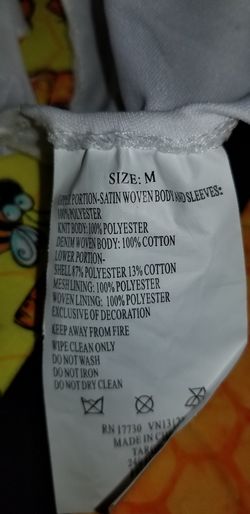 SIZE: M
UPPER PORTION-SATIN WOVEN BODY AND SLEEVES:
100% POLYESTER
KNIT BODY: 100% POLYESTER
DENIM WOVEN BODY: 100% COTTON
LOWER PORTION-
SHELL 87% POLYESTER 13% COTTON
MESH LINING: 100% POLYESTER
WOVEN LINING: 100% POLYESTER
EXCLUSIVE OF DECORATION
KEEP AWAY FROM FIRE
WIPE CLEAN ONLY
DO NOT WASH
DO NOT IRON
DO NOT DRY CLEAN
RN 17730
MADE IN